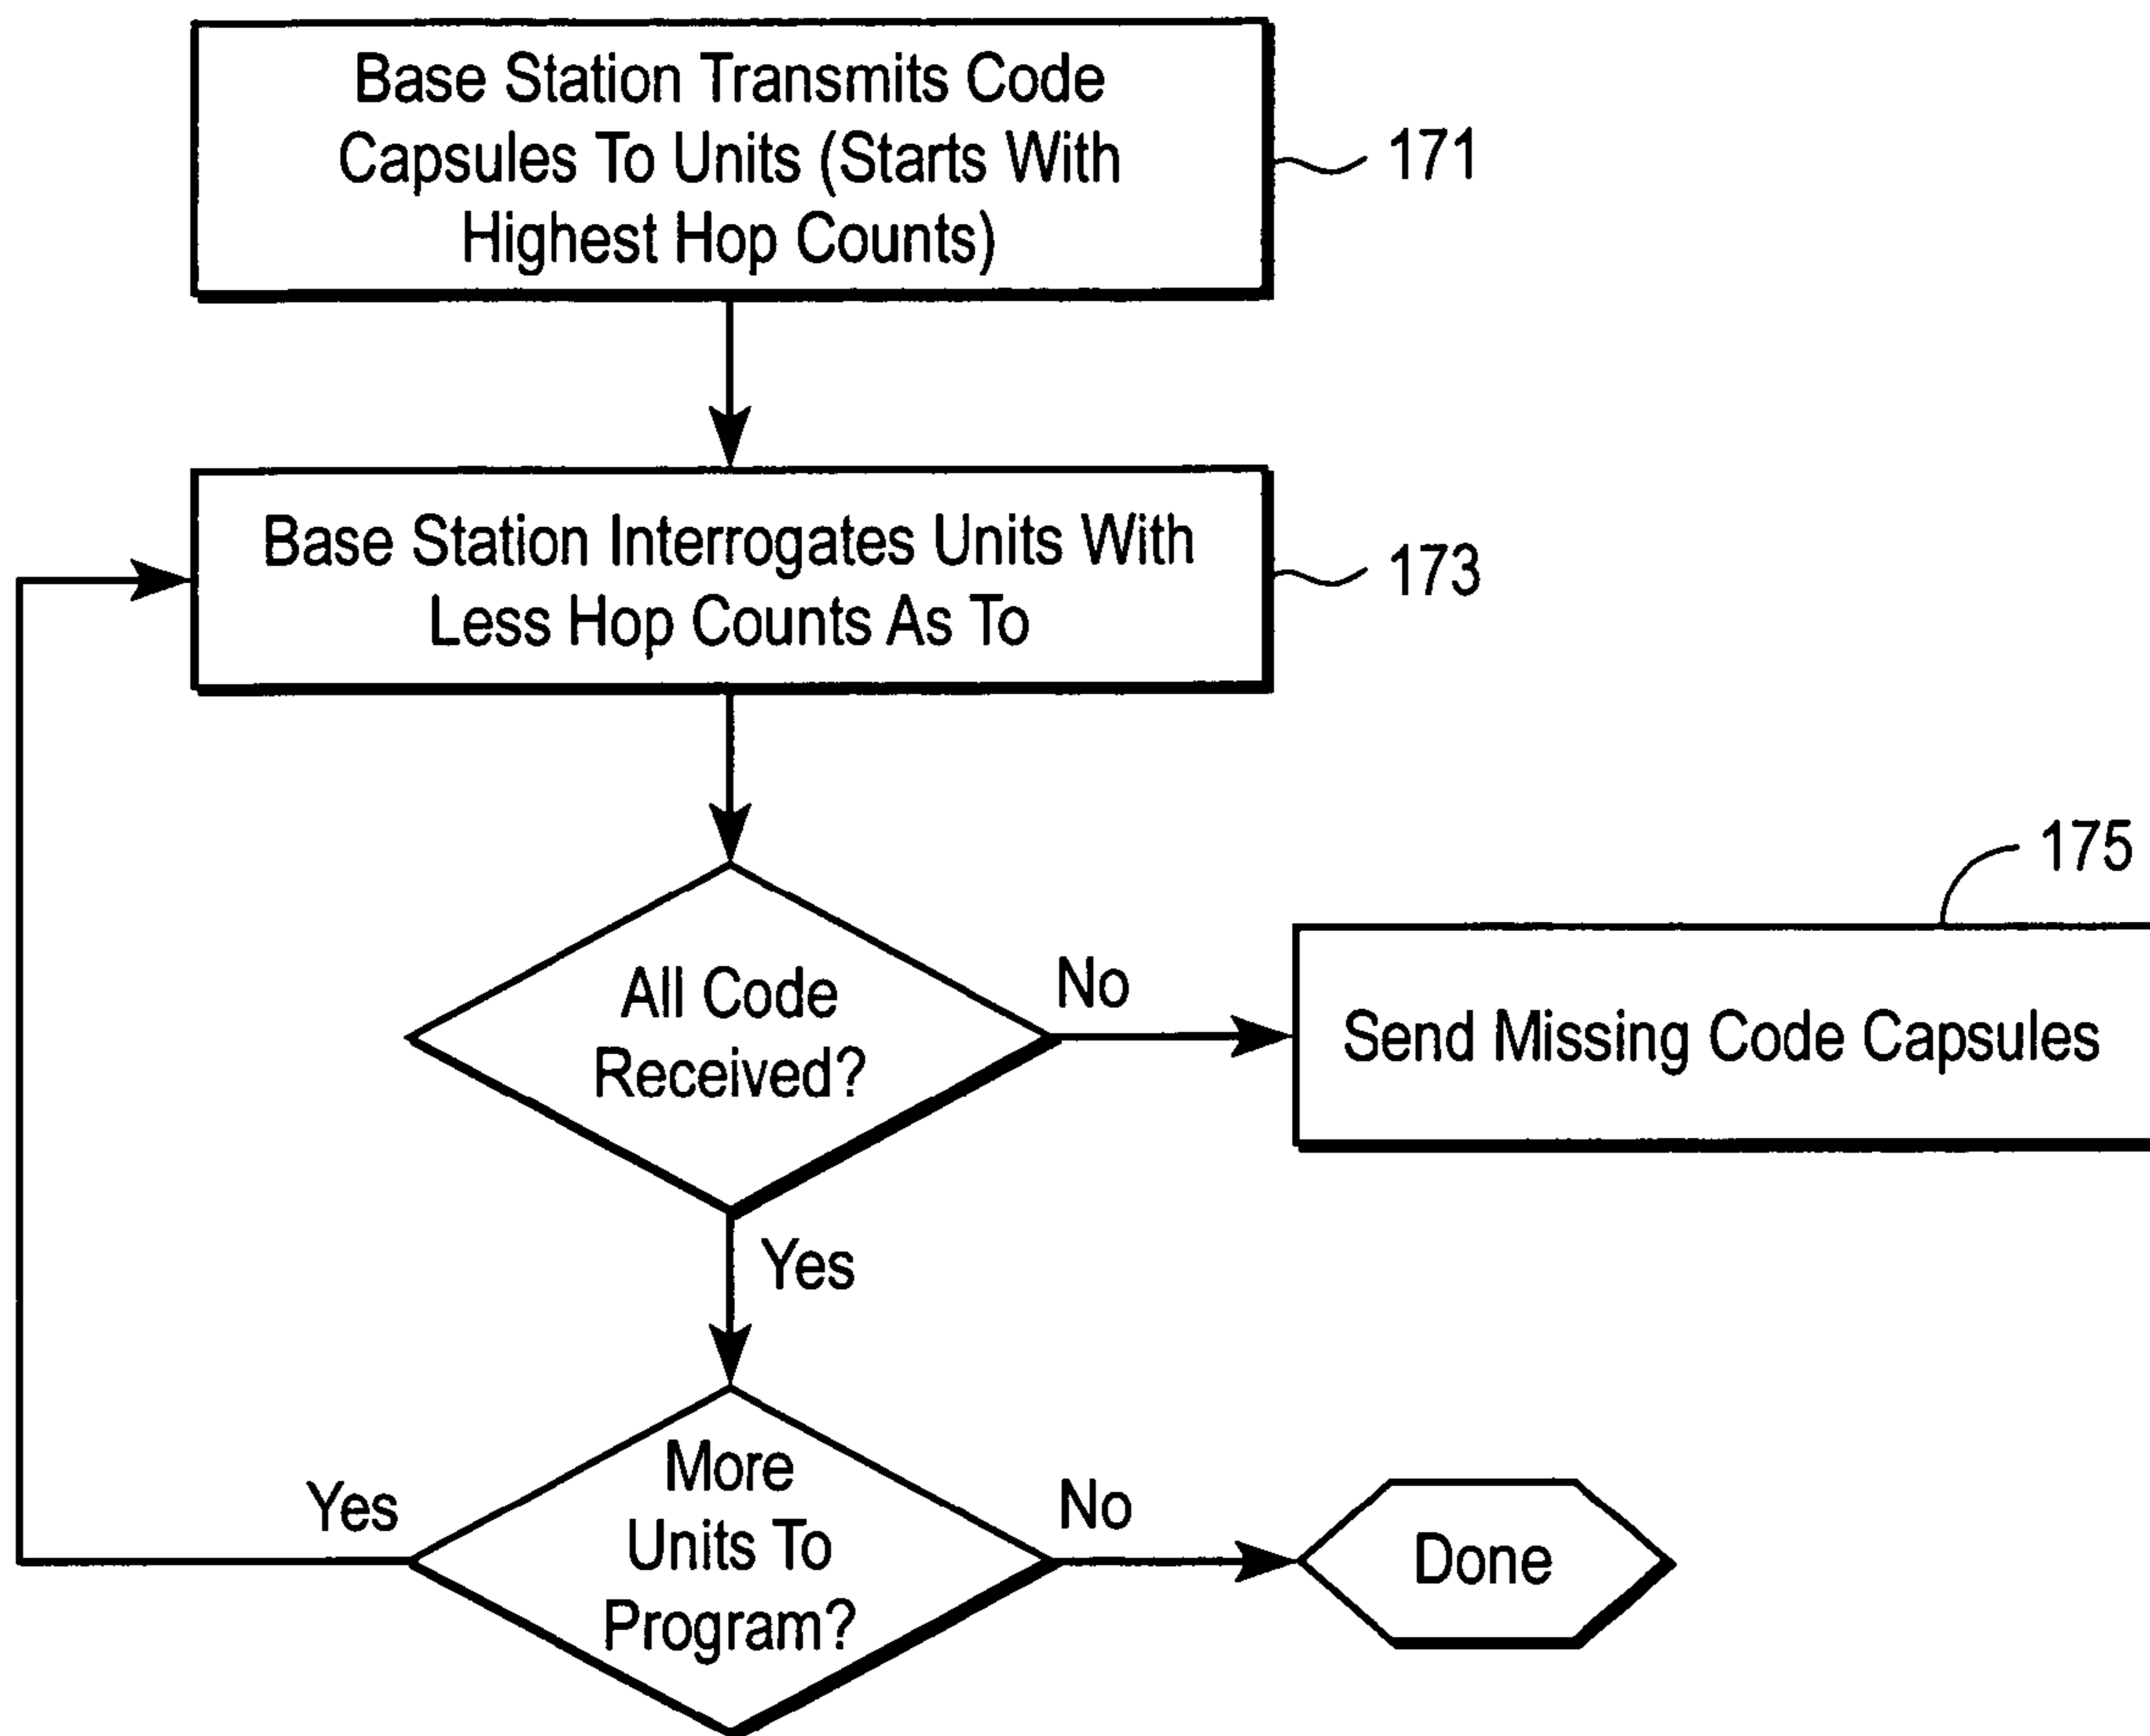 Base Station Transmits Code
Capsules To Units (Starts With
Highest Hop Counts)
171
Base Station Interrogates Units With
Less Hop Counts As To
173
175
All Code
Received?
No
Send Missing Code Capsules
Yes
More
Units To
Program?
Yes
No
Done